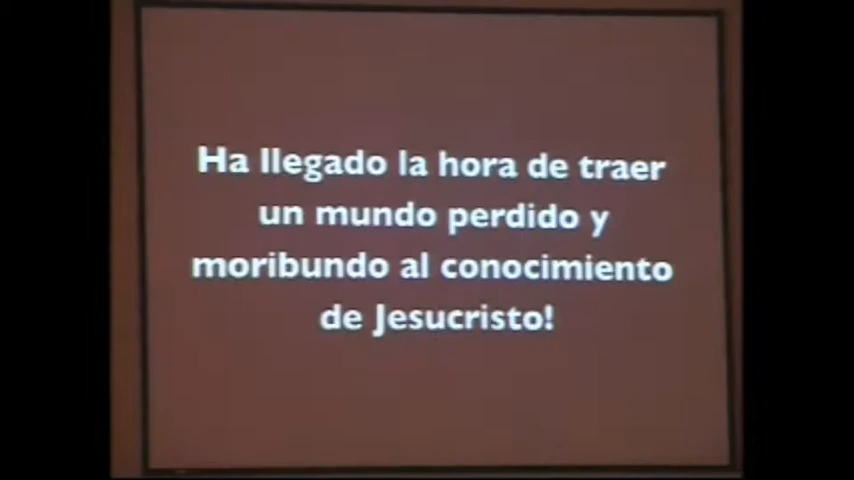 Ha llegado la hora de traer
un mundo perdido y
moribundo al conocimiento
de Jesucristo!